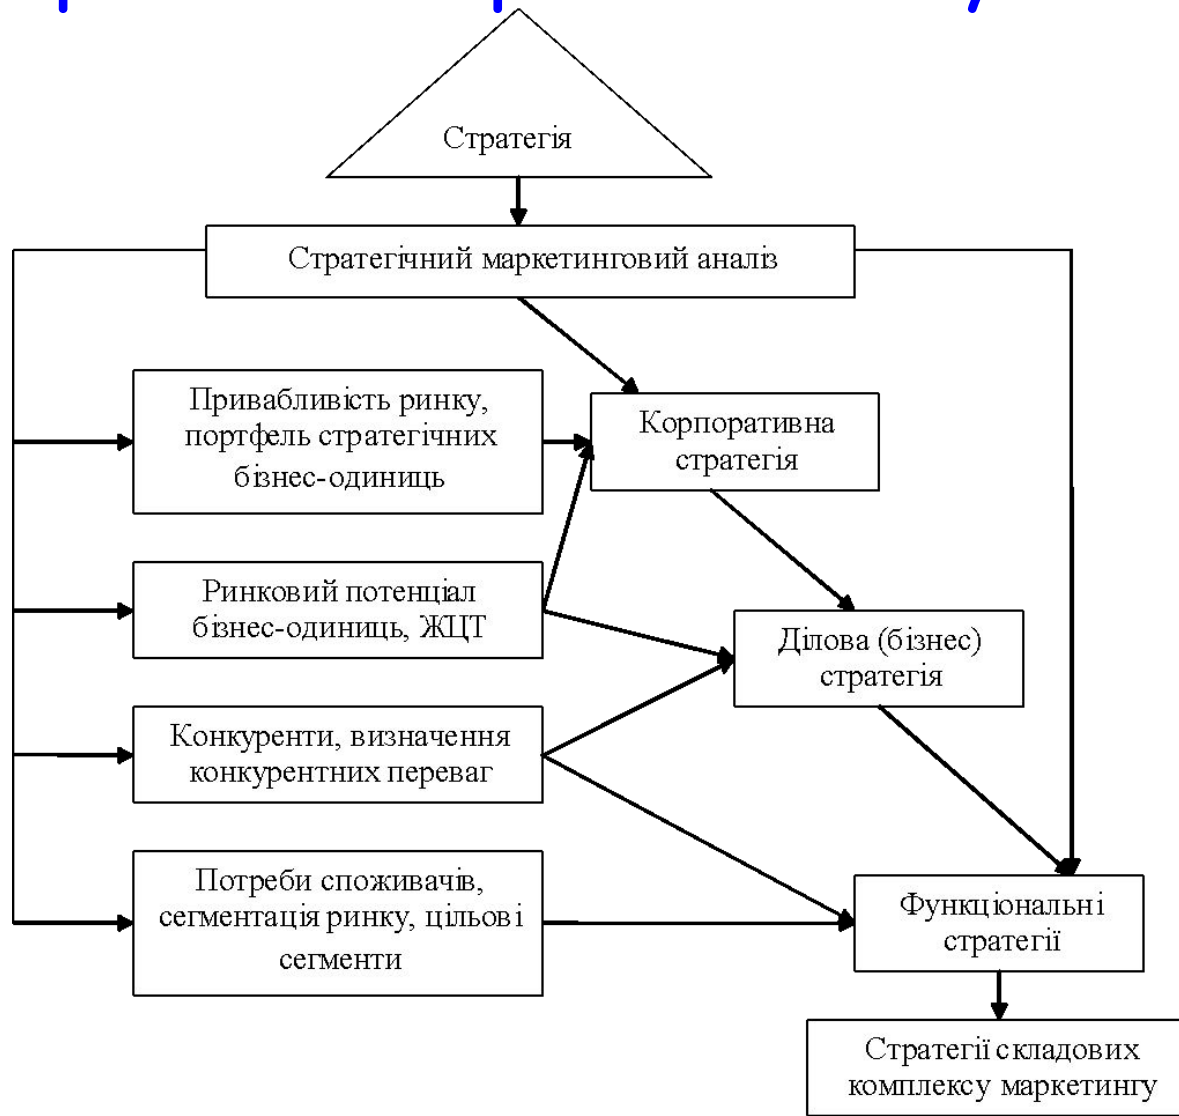 Стратегія
Стратегічний маркетинговий аналіз
Привабливість ринку,
портфель стратегічних
бізнес-одиниць
Корпоративна
стратегія
Ринковий потенціал
бізнес-одиниць, ЖЦТ
Ділова (бізнес)
стратегія
Конкуренти, визначення
конкурентних переваг
Потреби споживачів,
сегментація ринку, цільові
сегменти
Функціональні
стратегії
Стратегії складових
комплексу маркетингу